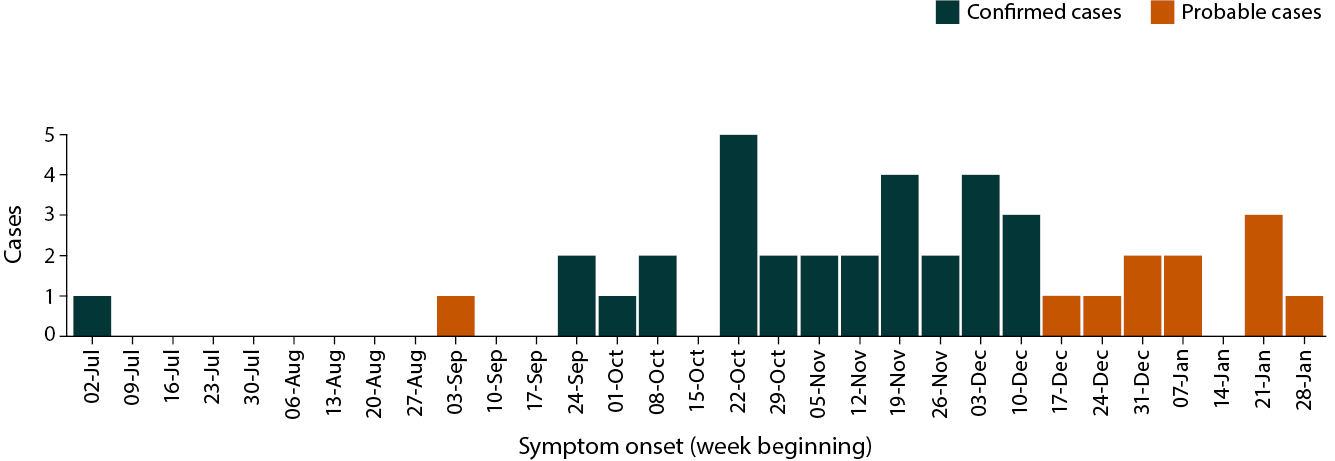 Confirmed cases
Probable cases
Cases
5
4
3
2
1
0
02-Jul
09-Jul
16-Jul
23-Jul
30-Jul
06-Aug
13-Aug
20-Aug
27-Aug
03-Sep
10-Sep
17-Sep
24-Sep
01-Oct
08-Oct
15-Oct
22-Oct
29-Oct
05-Nov
12-Nov
19-Nov
26-Nov
03-Dec
10-Dec
17-Dec
24-Dec
31-Dec
07-Jan
14-Jan
21-Jan
28-Jan
Symptom onset (week beginning)